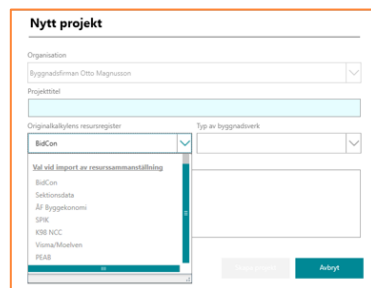 Nytt projekt
Organisation
Byggnadsfirman Otto Magnusson
Projekttitel
Originalkalkylens resursregister Typ av byggnadsverk
BidCon
Val vid import av resurssammanställning
BidCon
Sektionsdata
ÅF Byggekonomi
SPIK
K98 NCC
Visma/Moelven
PEAB
Avbryt